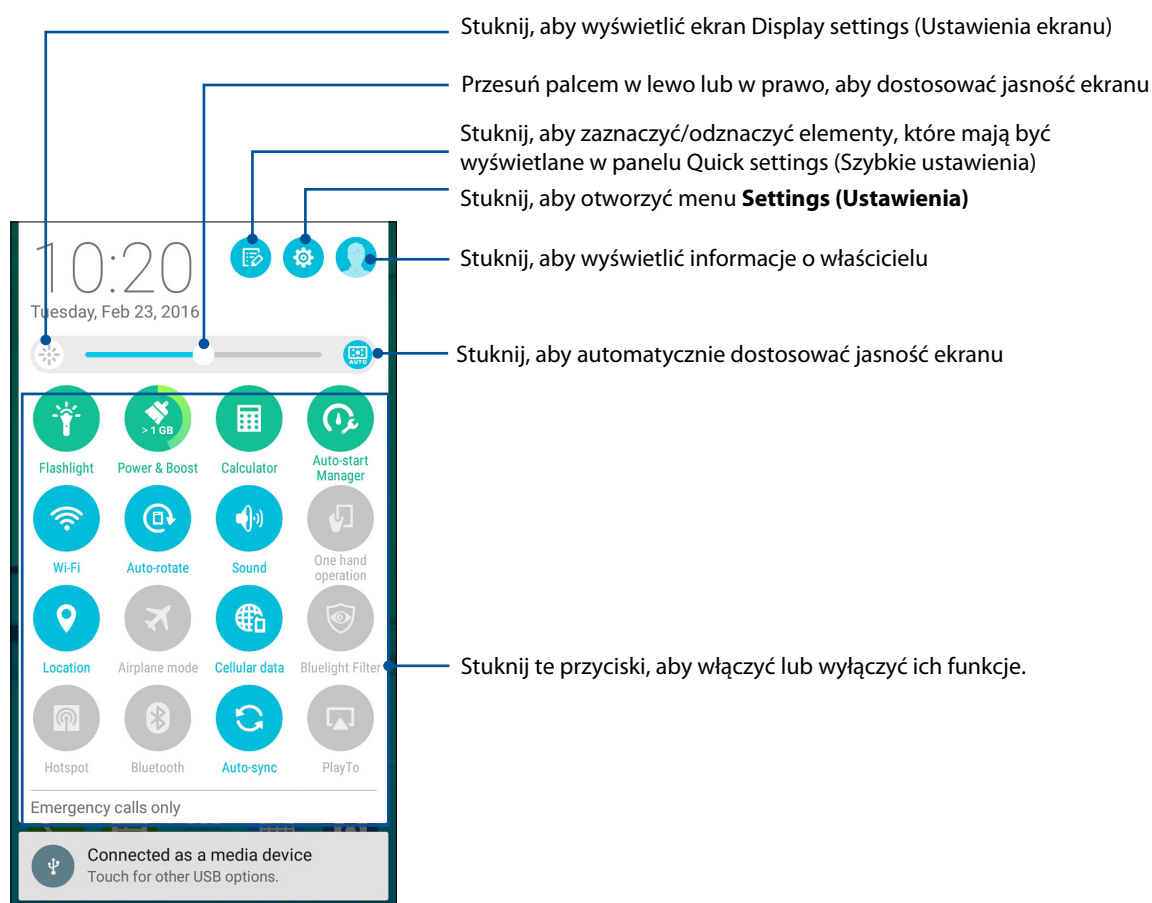 Stuknij, aby wyświetlić ekran Display settings (Ustawienia ekranu)
Przesuń palcem w lewo lub w prawo, aby dostosować jasność ekranu
Stuknij, aby zaznaczyć/odznaczyć elementy, które mają być
wyświetlane w panelu Quick settings (Szybkie ustawienia)
Stuknij, aby otworzyć menu Settings (Ustawienia)
Stuknij, aby wyświetlić informacje o właścicielu
10:20
Tuesday, Feb 23, 2016
AUTO
Stuknij, aby automatycznie dostosować jasność ekranu
> 1 GB
Flashlight Power & Boost Calculator Auto-start
Manager
Wi-Fi Auto-rotate Sound One hand
operation
Location Airplane mode Cellular data Bluelight Filter
Stuknij te przyciski, aby włączyć lub wyłączyć ich funkcje.
Hotspot Bluetooth Auto-sync PlayTo
Emergency calls only
Connected as a media device
Touch for other USB options.